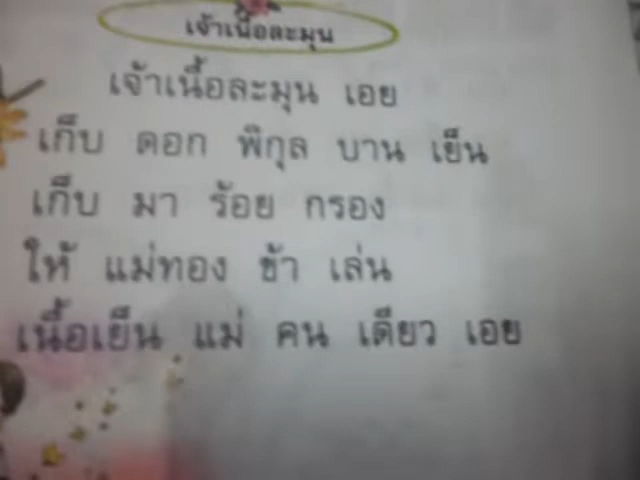 เจ้าเนื้อละมุน
เจ้าเนื้อละมุน เอย
เก็บ ดอก พิกุล บาน เย็น
เก็บ มา ร้อย กรอง
ให้ แม่ทอง ข้า เล่น
เนื้อเย็น แม่ คน เดียว เอย